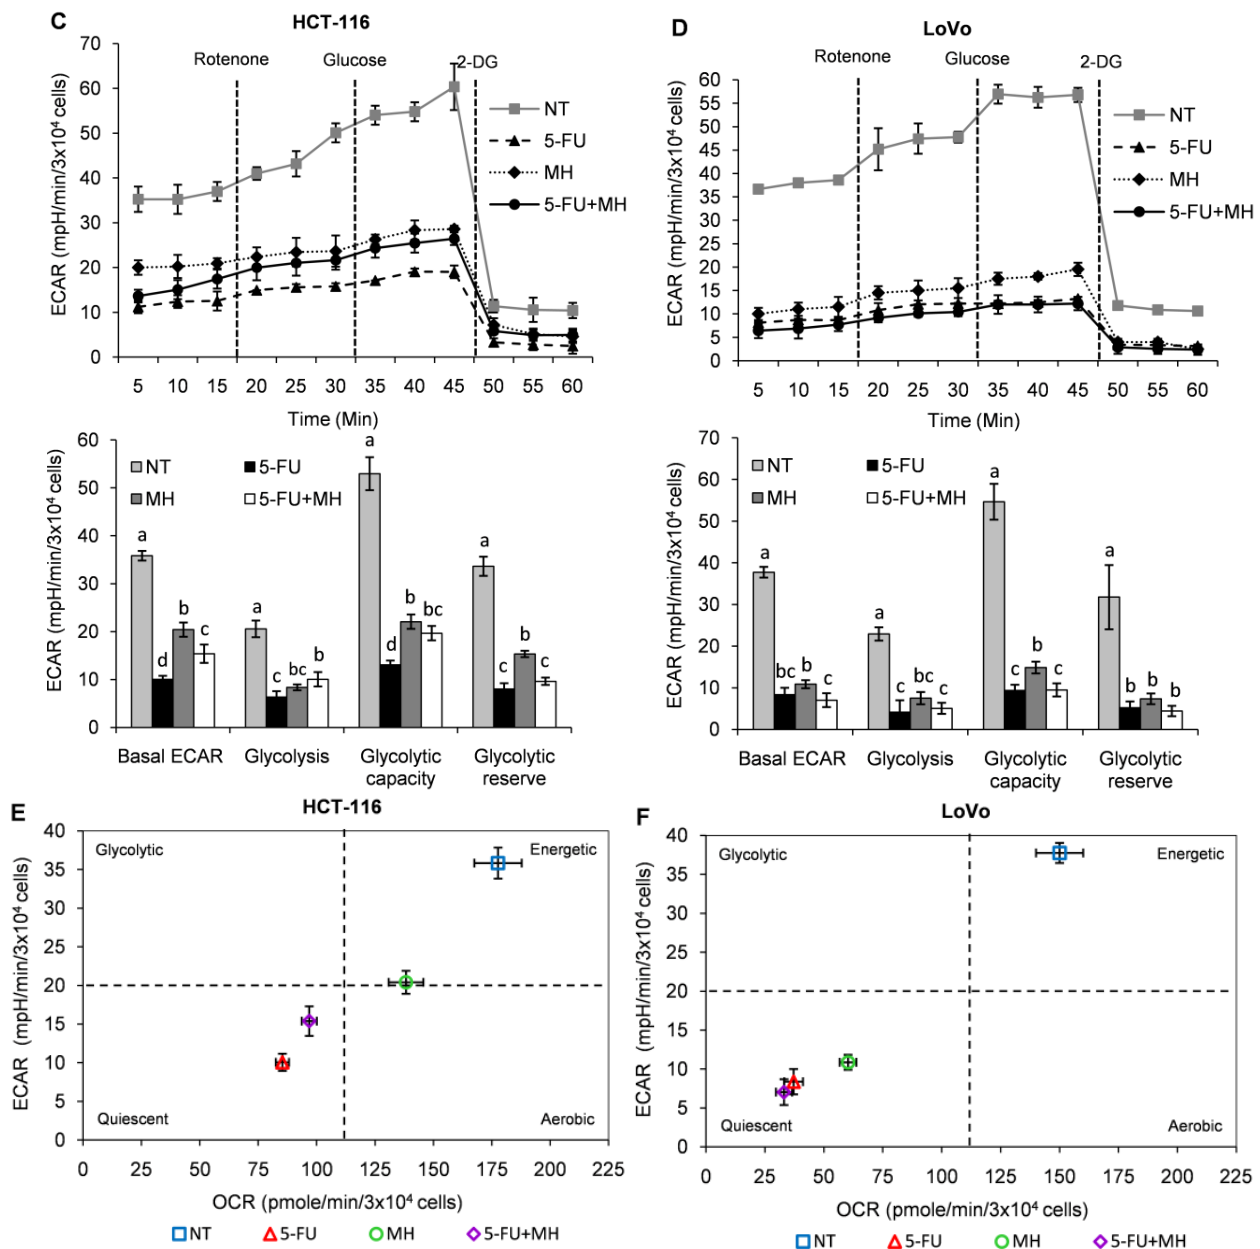 C
HCT-116
ECAR (mpH/min/3x10⁴ cells)
70
60
50
40
30
20
10
0
Rotenone
Glucose
2-DG
NT
5-FU
MH
5-FU+MH
5 10 15 20 25 30 35 40 45 50 55 60
Time (Min)
ECAR (mpH/min/3x10⁴ cells)
60
50
40
30
20
10
0
NT 5-FU
MH 5-FU+MH
a d b c
a c bc b
a d b bc
a c b c
Basal ECAR Glycolysis Glycolytic capacity Glycolytic reserve
D
LoVo
ECAR (mpH/min/3x10⁴ cells)
60
55
50
45
40
35
30
25
20
15
10
5
0
Rotenone
Glucose
2-DG
NT
5-FU
MH
5-FU+MH
5 10 15 20 25 30 35 40 45 50 55 60
Time (Min)
ECAR (mpH/min/3x10⁴ cells)
70
60
50
40
30
20
10
0
NT 5-FU
MH 5-FU+MH
a bc b c
a c bc c
a c b c
a b b b
Basal ECAR Glycolysis Glycolytic capacity Glycolytic reserve
E
HCT-116
ECAR (mpH/min/3x10⁴ cells)
40
35
30
25
20
15
10
5
0
Glycolytic
Energetic
Quiescent
Aerobic
0 25 50 75 100 125 150 175 200 225
OCR (pmole/min/3x10⁴ cells)
NT 5-FU MH 5-FU+MH
F
LoVo
ECAR (mpH/min/3x10⁴ cells)
40
35
30
25
20
15
10
5
0
Glycolytic
Energetic
Quiescent
Aerobic
0 25 50 75 100 125 150 175 200 225
OCR (pmole/min/3x10⁴ cells)
NT 5-FU MH 5-FU+MH